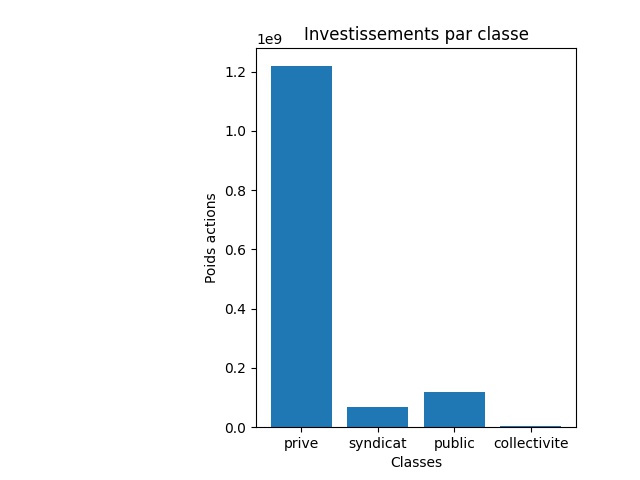 Investissements par classe
1e9
1.2
1.0
0.8
0.6
0.4
0.2
0.0
Poids actions
prive syndicat public collectivite
Classes